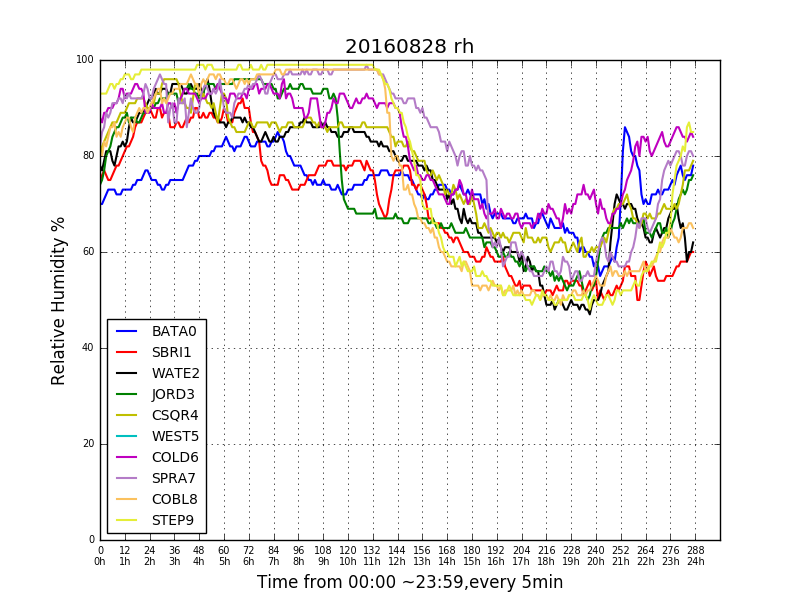 20160828 rh
100
80
60
40
20
0
Relative Humidity %
BATA0
SBRI1
WATE2
JORD3
CSQR4
WEST5
COLD6
SPRA7
COBL8
STEP9
0 12 24 36 48 60 72 84 96 108 120 132 144 156 168 180 192 204 216 228 240 252 264 276 288
0h 1h 2h 3h 4h 5h 6h 7h 8h 9h 10h 11h 12h 13h 14h 15h 16h 17h 18h 19h 20h 21h 22h 23h 24h
Time from 00:00 ~23:59,every 5min